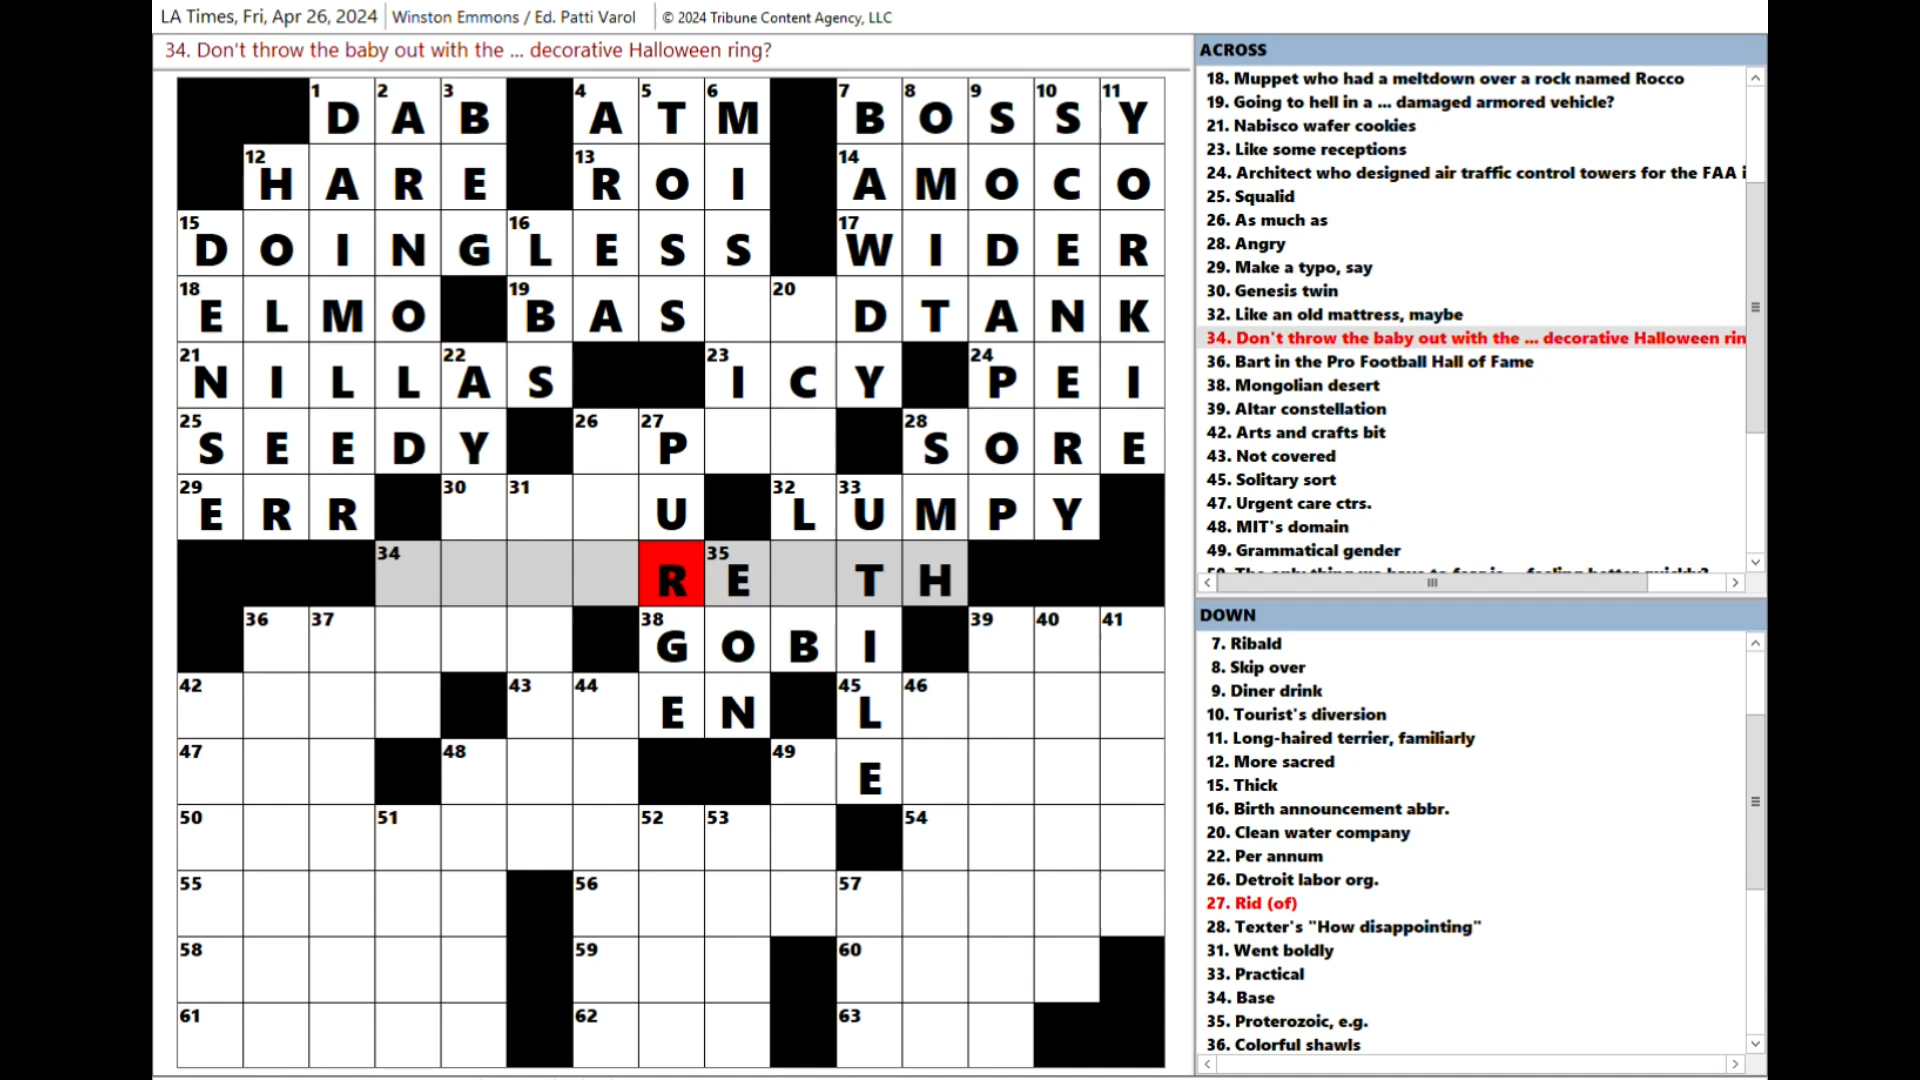 LA Times, Fri, Apr 26, 2024 Winston Emmons / Ed. Patti Varol © 2024 Tribune Content Agency, LLC
34. Don't throw the baby out with the ... decorative Halloween ring?
1 2 3 4 5 6 7 8 9 10 11
D A B A T M B O S S Y
12 13 14
H A R E R O I A M O C O
15 16 17
D O I N G L E S S W I D E R
18 19 20
E L M O B A S D T A N K
21 22 23 24
N I L L A S I C Y P E I
25 26 27 28
S E E D Y P S O R E
29 30 31 32 33
E R R U L U M P Y
34 35
R E T H
36 37 38 39 40 41
G O B I
42 43 44 45 46
E N L
47 48 49
E
50 51 52 53 54
55 56 57
58 59 60
61 62 63
ACROSS
18. Muppet who had a meltdown over a rock named Rocco
19. Going to hell in a ... damaged armored vehicle?
21. Nabisco wafer cookies
23. Like some receptions
24. Architect who designed air traffic control towers for the FAA i
25. Squalid
26. As much as
28. Angry
29. Make a typo, say
30. Genesis twin
32. Like an old mattress, maybe
34. Don't throw the baby out with the ... decorative Halloween rin
36. Bart in the Pro Football Hall of Fame
38. Mongolian desert
39. Altar constellation
42. Arts and crafts bit
43. Not covered
45. Solitary sort
47. Urgent care ctrs.
48. MIT's domain
49. Grammatical gender
DOWN
7. Ribald
8. Skip over
9. Diner drink
10. Tourist's diversion
11. Long-haired terrier, familiarly
12. More sacred
15. Thick
16. Birth announcement abbr.
20. Clean water company
22. Per annum
26. Detroit labor org.
27. Rid (of)
28. Texter's "How disappointing"
31. Went boldly
33. Practical
34. Base
35. Proterozoic, e.g.
36. Colorful shawls